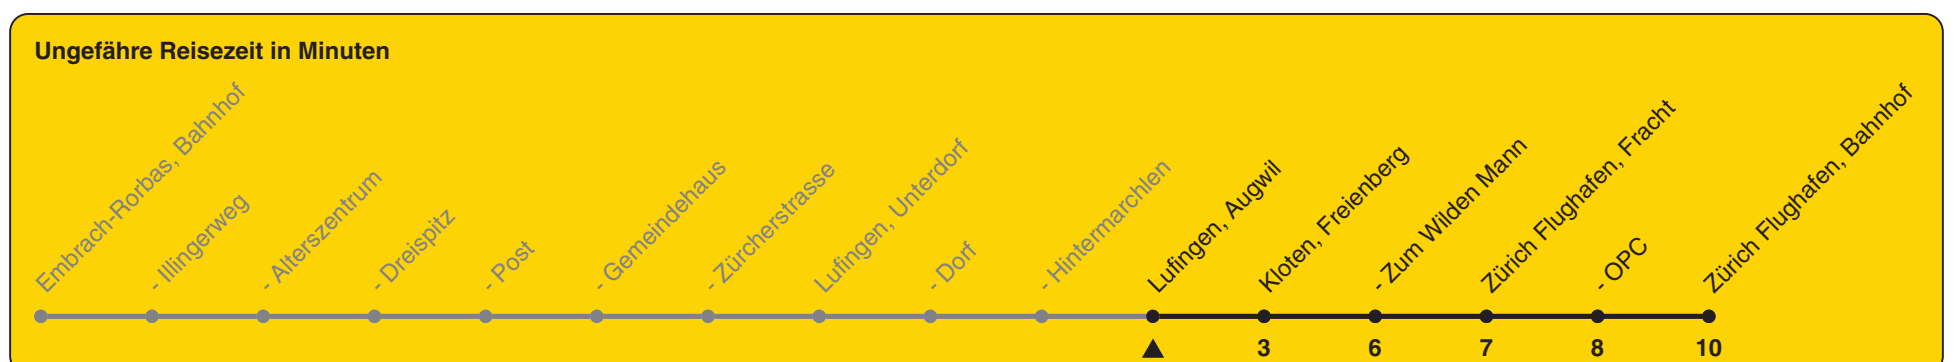 Ungefähre Reisezeit in Minuten
Embrach-Rorbas, Bahnhof
- Illingerweg
- Alterszentrum
- Dreispitz
- Post
- Gemeindehaus
- Zürcherstrasse
Lufingen, Unterdorf
- Dorf
- Hintermarchlen
Lufingen, Augwil
Kloten, Freienberg
- Zum Wilden Mann
Zürich Flughafen, Fracht
- OPC
Zürich Flughafen, Bahnhof
3 6 7 8 10